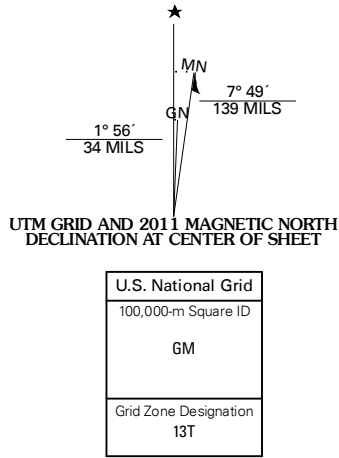 MN
7° 49´
139 MILS
GN
1° 56´
34 MILS
UTM GRID AND 2011 MAGNETIC NORTH
DECLINATION AT CENTER OF SHEET
U.S. National Grid
100,000-m Square ID
GM
Grid Zone Designation
13T